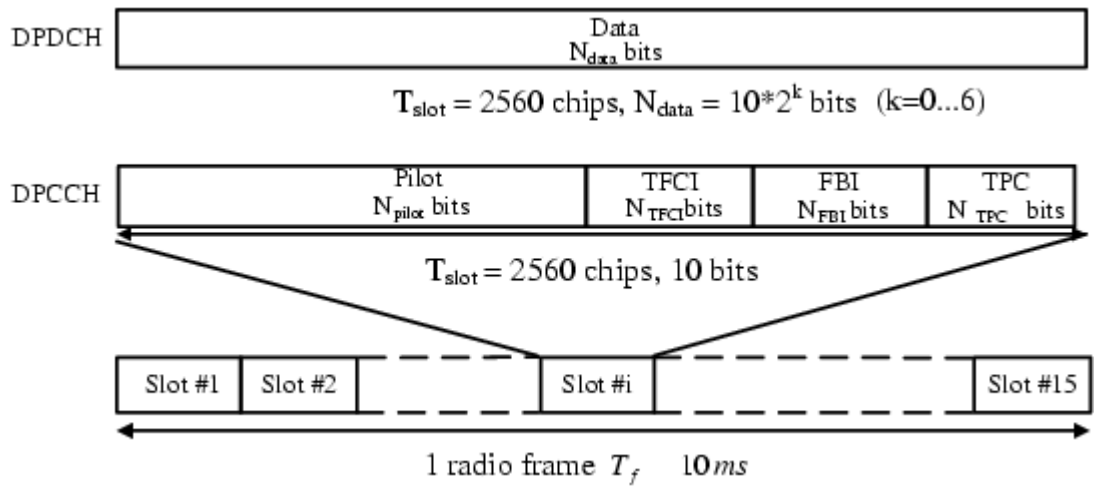 DPDCH
Data
N_data bits
T_slot = 2560 chips, N_data = 10*2^k bits (k=0...6)
DPCCH
Pilot
N_pilot bits
TFCI
N_TFCI bits
FBI
N_FBI bits
TPC
N_TPC bits
T_slot = 2560 chips, 10 bits
Slot #1 Slot #2 Slot #i Slot #15
1 radio frame T_f 10ms